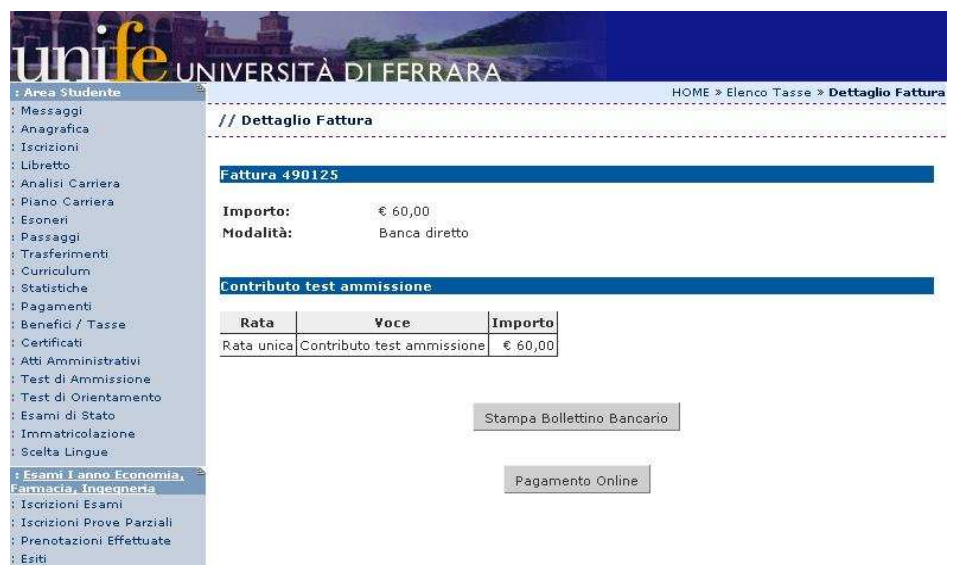 unife UNIVERSITÀ DI FERRARA
: Area Studente
HOME » Elenco Tasse » Dettaglio Fattura
: Messaggi
: Anagrafica
: Iscrizioni
: Libretto
: Analisi Carriera
: Piano Carriera
: Esoneri
: Passaggi
: Trasferimenti
: Curriculum
: Statistiche
: Pagamenti
: Benefici / Tasse
: Certificati
: Atti Amministrativi
: Test di Ammissione
: Test di Orientamento
: Esami di Stato
: Immatricolazione
: Scelta Lingue
: Esami I anno Economia,
Farmacia, Ingegneria
: Iscrizioni Esami
: Iscrizioni Prove Parziali
: Prenotazioni Effettuate
: Esiti
// Dettaglio Fattura
Fattura 490125
Importo: € 60,00
Modalità: Banca diretto
Contributo test ammissione
Rata Voce Importo
Rata unica Contributo test ammissione € 60,00
Stampa Bollettino Bancario
Pagamento Online